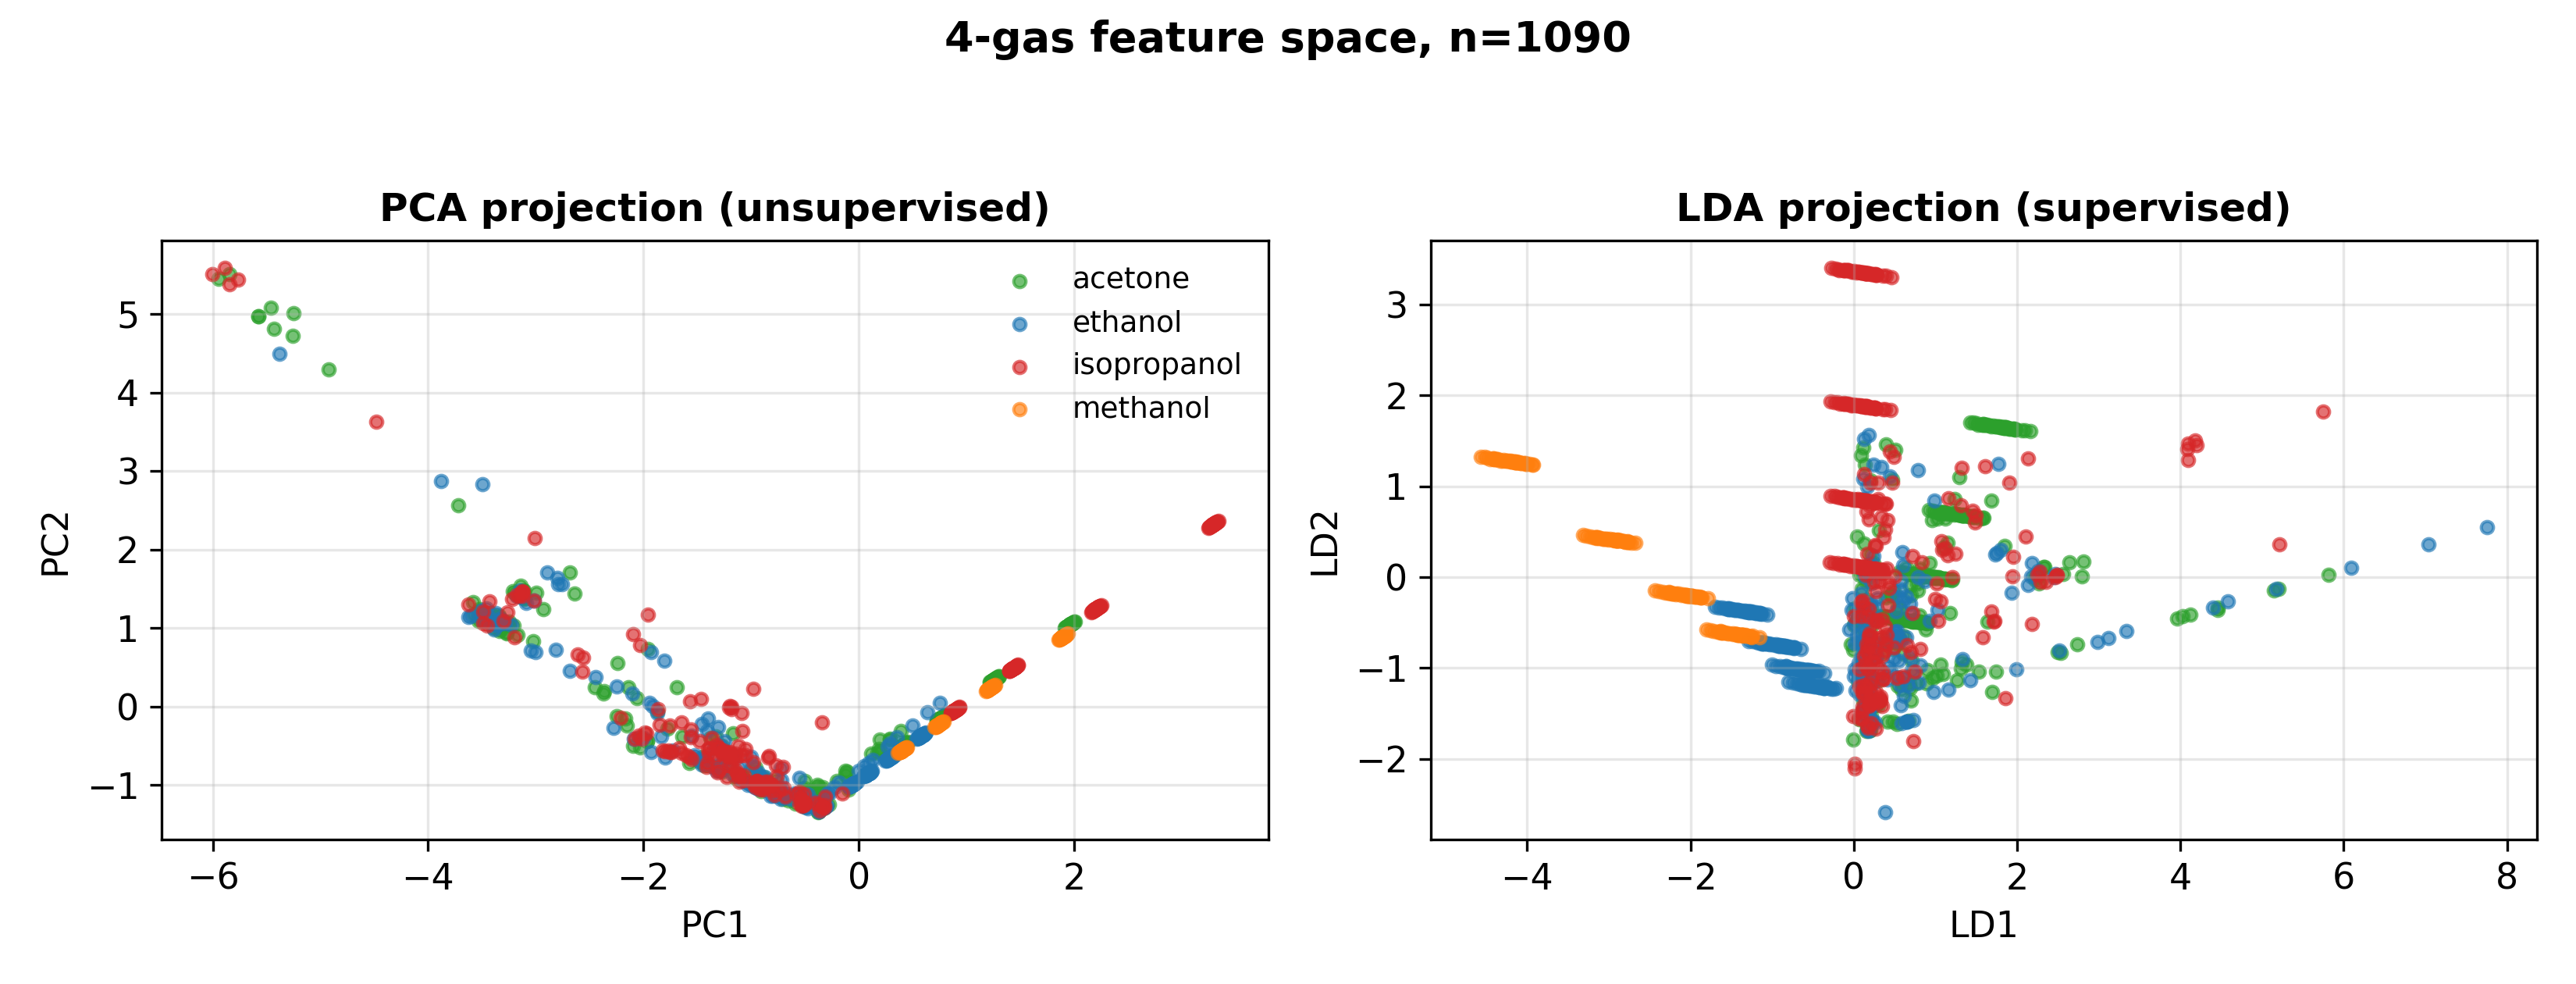 4-gas feature space, n=1090
PCA projection (unsupervised)
5
4
3
2
1
0
−1
PC2
acetone
ethanol
isopropanol
methanol
−6
−4
−2
0
2
PC1
LDA projection (supervised)
3
2
1
0
−1
−2
LD2
−4
−2
0
2
4
6
8
LD1